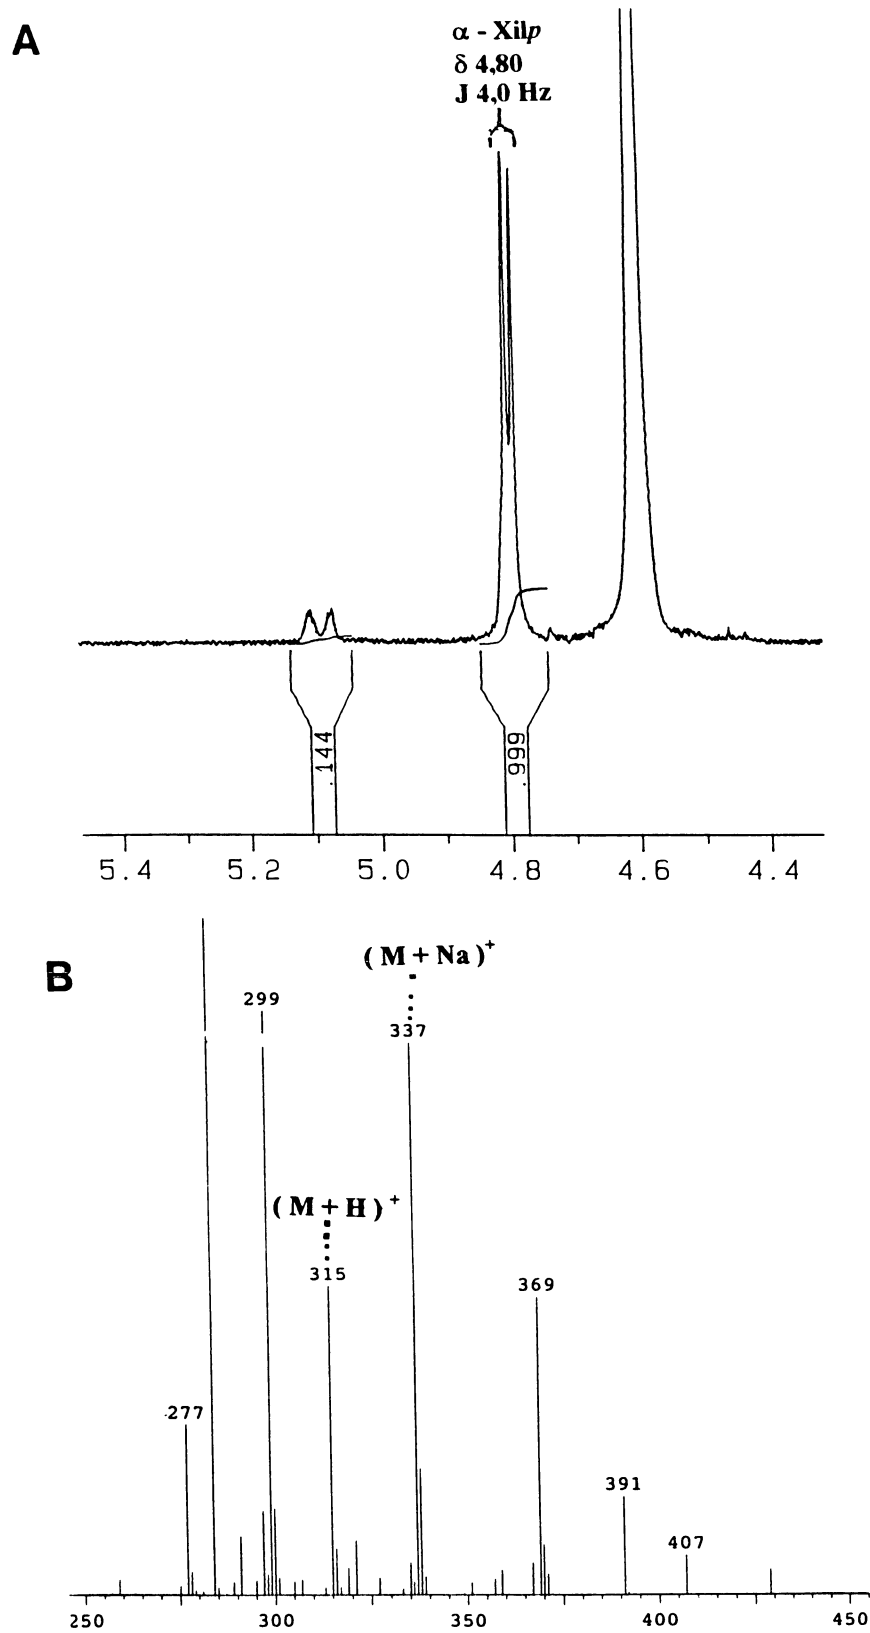 A
α - Xilp
δ 4,80
J 4,0 Hz
.144
.999
5.4 5.2 5.0 4.8 4.6 4.4
B
( M + Na )+
299
337
( M + H ) +
315
369
277
391
407
250 300 350 400 450